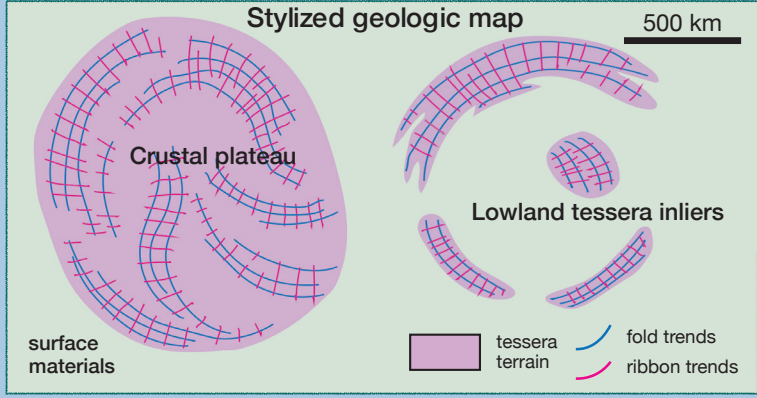 Stylized geologic map
500 km
Crustal plateau
Lowland tessera inliers
surface
materials
tessera
terrain
fold trends
ribbon trends